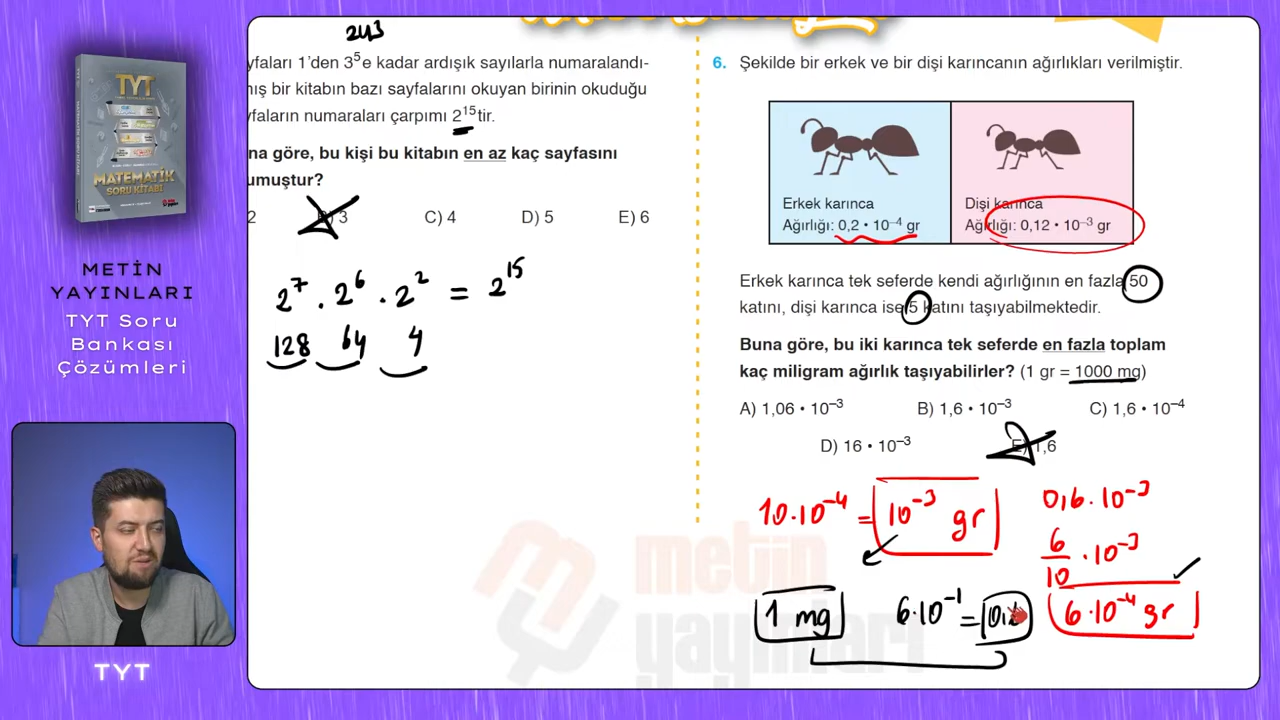 TYT
MATEMATİK
SORU KİTABI
METİN
YAYINLARI
TYT Soru
Bankası
Çözümleri
TYT
243
yfaları 1'den 3⁵e kadar ardışık sayılarla numaralandı-
ış bir kitabın bazı sayfalarını okuyan birinin okuduğu
yfaların numaraları çarpımı 2¹⁵tir.
na göre, bu kişi bu kitabın en az kaç sayfasını
umuştur?
2 B) 3 C) 4 D) 5 E) 6
2⁷ · 2⁶ · 2² = 2¹⁵
128 64 4
6. Şekilde bir erkek ve bir dişi karıncanın ağırlıkları verilmiştir.
Erkek karınca
Ağırlığı: 0,2 • 10⁻⁴ gr
Dişi karınca
Ağırlığı: 0,12 • 10⁻³ gr
Erkek karınca tek seferde kendi ağırlığının en fazla 50
katını, dişi karınca ise 5 katını taşıyabilmektedir.
Buna göre, bu iki karınca tek seferde en fazla toplam
kaç miligram ağırlık taşıyabilirler? (1 gr = 1000 mg)
A) 1,06 • 10⁻³ B) 1,6 • 10⁻³ C) 1,6 • 10⁻⁴
D) 16 • 10⁻³ E) 1,6
10·10⁻⁴ = 10⁻³ gr
0,6·10⁻³
6/10 · 10⁻³
6·10⁻⁴ gr
1 mg 6·10⁻¹ =
metin
yayınları